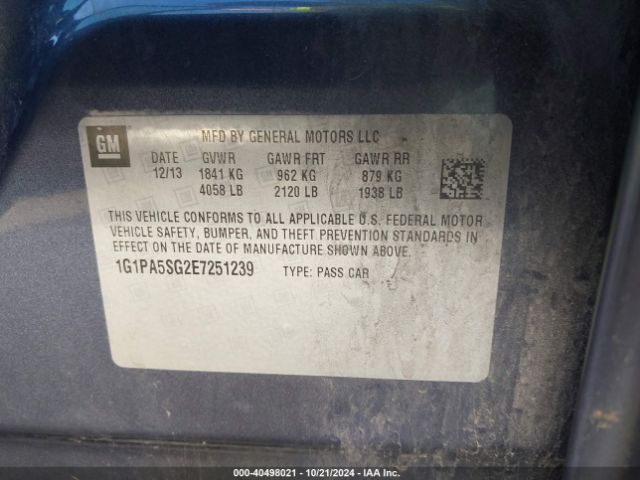 GM
MFD BY GENERAL MOTORS LLC
DATE GVWR GAWR FRT GAWR RR
12/13 1841 KG 962 KG 879 KG
4058 LB 2120 LB 1938 LB
THIS VEHICLE CONFORMS TO ALL APPLICABLE U.S. FEDERAL MOTOR
VEHICLE SAFETY, BUMPER, AND THEFT PREVENTION STANDARDS IN
EFFECT ON THE DATE OF MANUFACTURE SHOWN ABOVE.
1G1PA5SG2E7251239 TYPE: PASS CAR
000-40498021 - 10/21/2024 - IAA Inc.